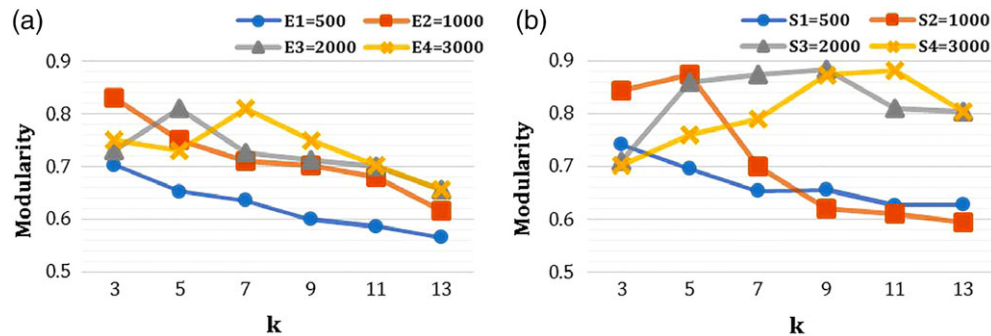 (a)
E1=500 E2=1000
E3=2000 E4=3000
0.9
0.8
0.7
0.6
0.5
Modularity
3 5 7 9 11 13
k
(b)
S1=500 S2=1000
S3=2000 S4=3000
0.9
0.8
0.7
0.6
0.5
Modularity
3 5 7 9 11 13
k